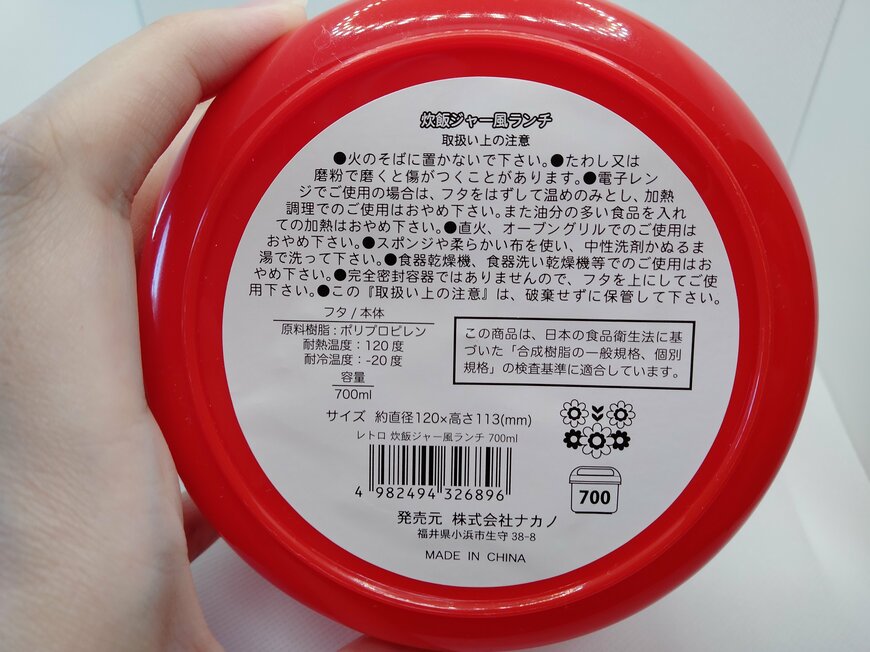 炊飯ジャー風ランチ
取扱い上の注意
●火のそばに置かないで下さい。●たわし又は
磨粉で磨くと傷がつくことがあります。●電子レン
ジでご使用の場合は、フタをはずして温めのみとし、加熱
調理でのご使用はおやめ下さい。また油分の多い食品を入れ
ての加熱はおやめ下さい。●直火、オーブングリルでのご使用は
おやめ下さい。●スポンジや柔らかい布を使い、中性洗剤かぬるま
湯で洗って下さい。●食器乾燥機、食器洗い乾燥機等でのご使用はお
やめ下さい。●完全密封容器ではありませんので、フタを上にしてご使
用下さい。●この『取扱い上の注意』は、破棄せずに保管して下さい。
フタ / 本体
原料樹脂：ポリプロピレン
耐熱温度：120 度
耐冷温度：-20 度
容量
700ml
この商品は、日本の食品衛生法に基
づいた「合成樹脂の一般規格、個別
規格」の検査基準に適合しています。
サイズ 約直径120×高さ113(mm)
レトロ 炊飯ジャー風ランチ 700ml
4 982494 326896
700
発売元 株式会社ナカノ
福井県小浜市生守 38-8
MADE IN CHINA